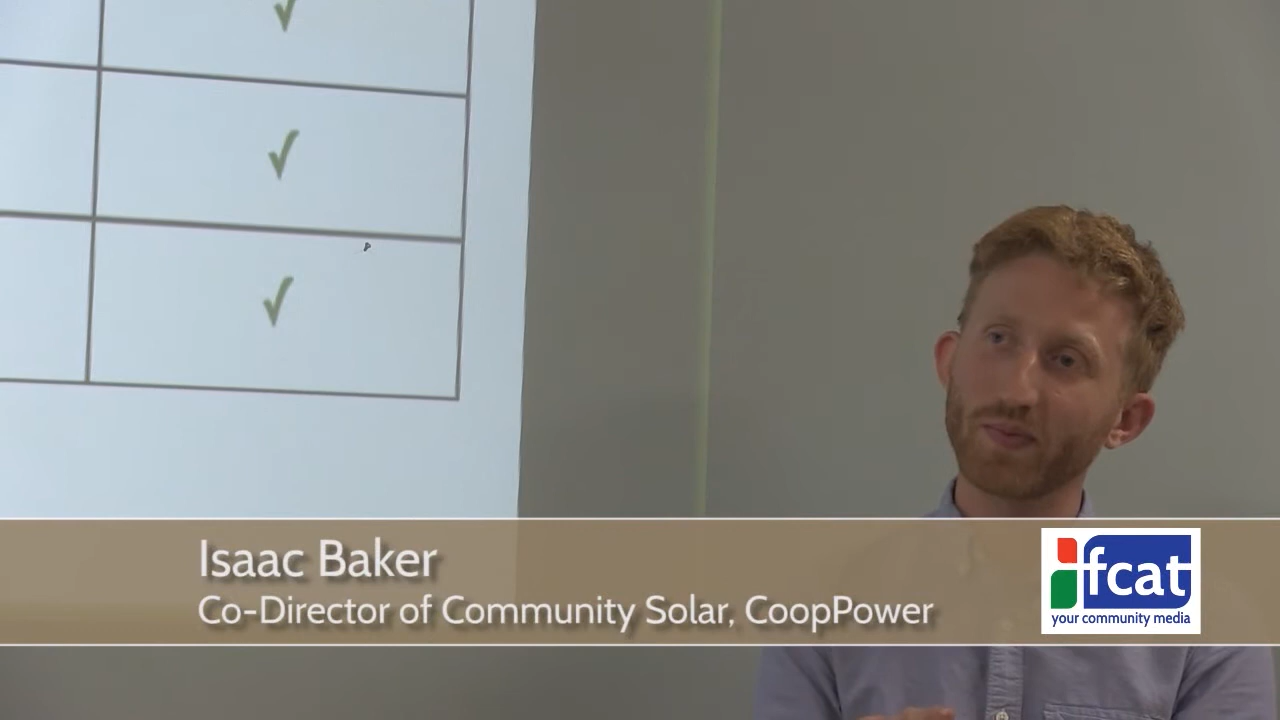 Isaac Baker
Co-Director of Community Solar, CoopPower
fcat
your community media